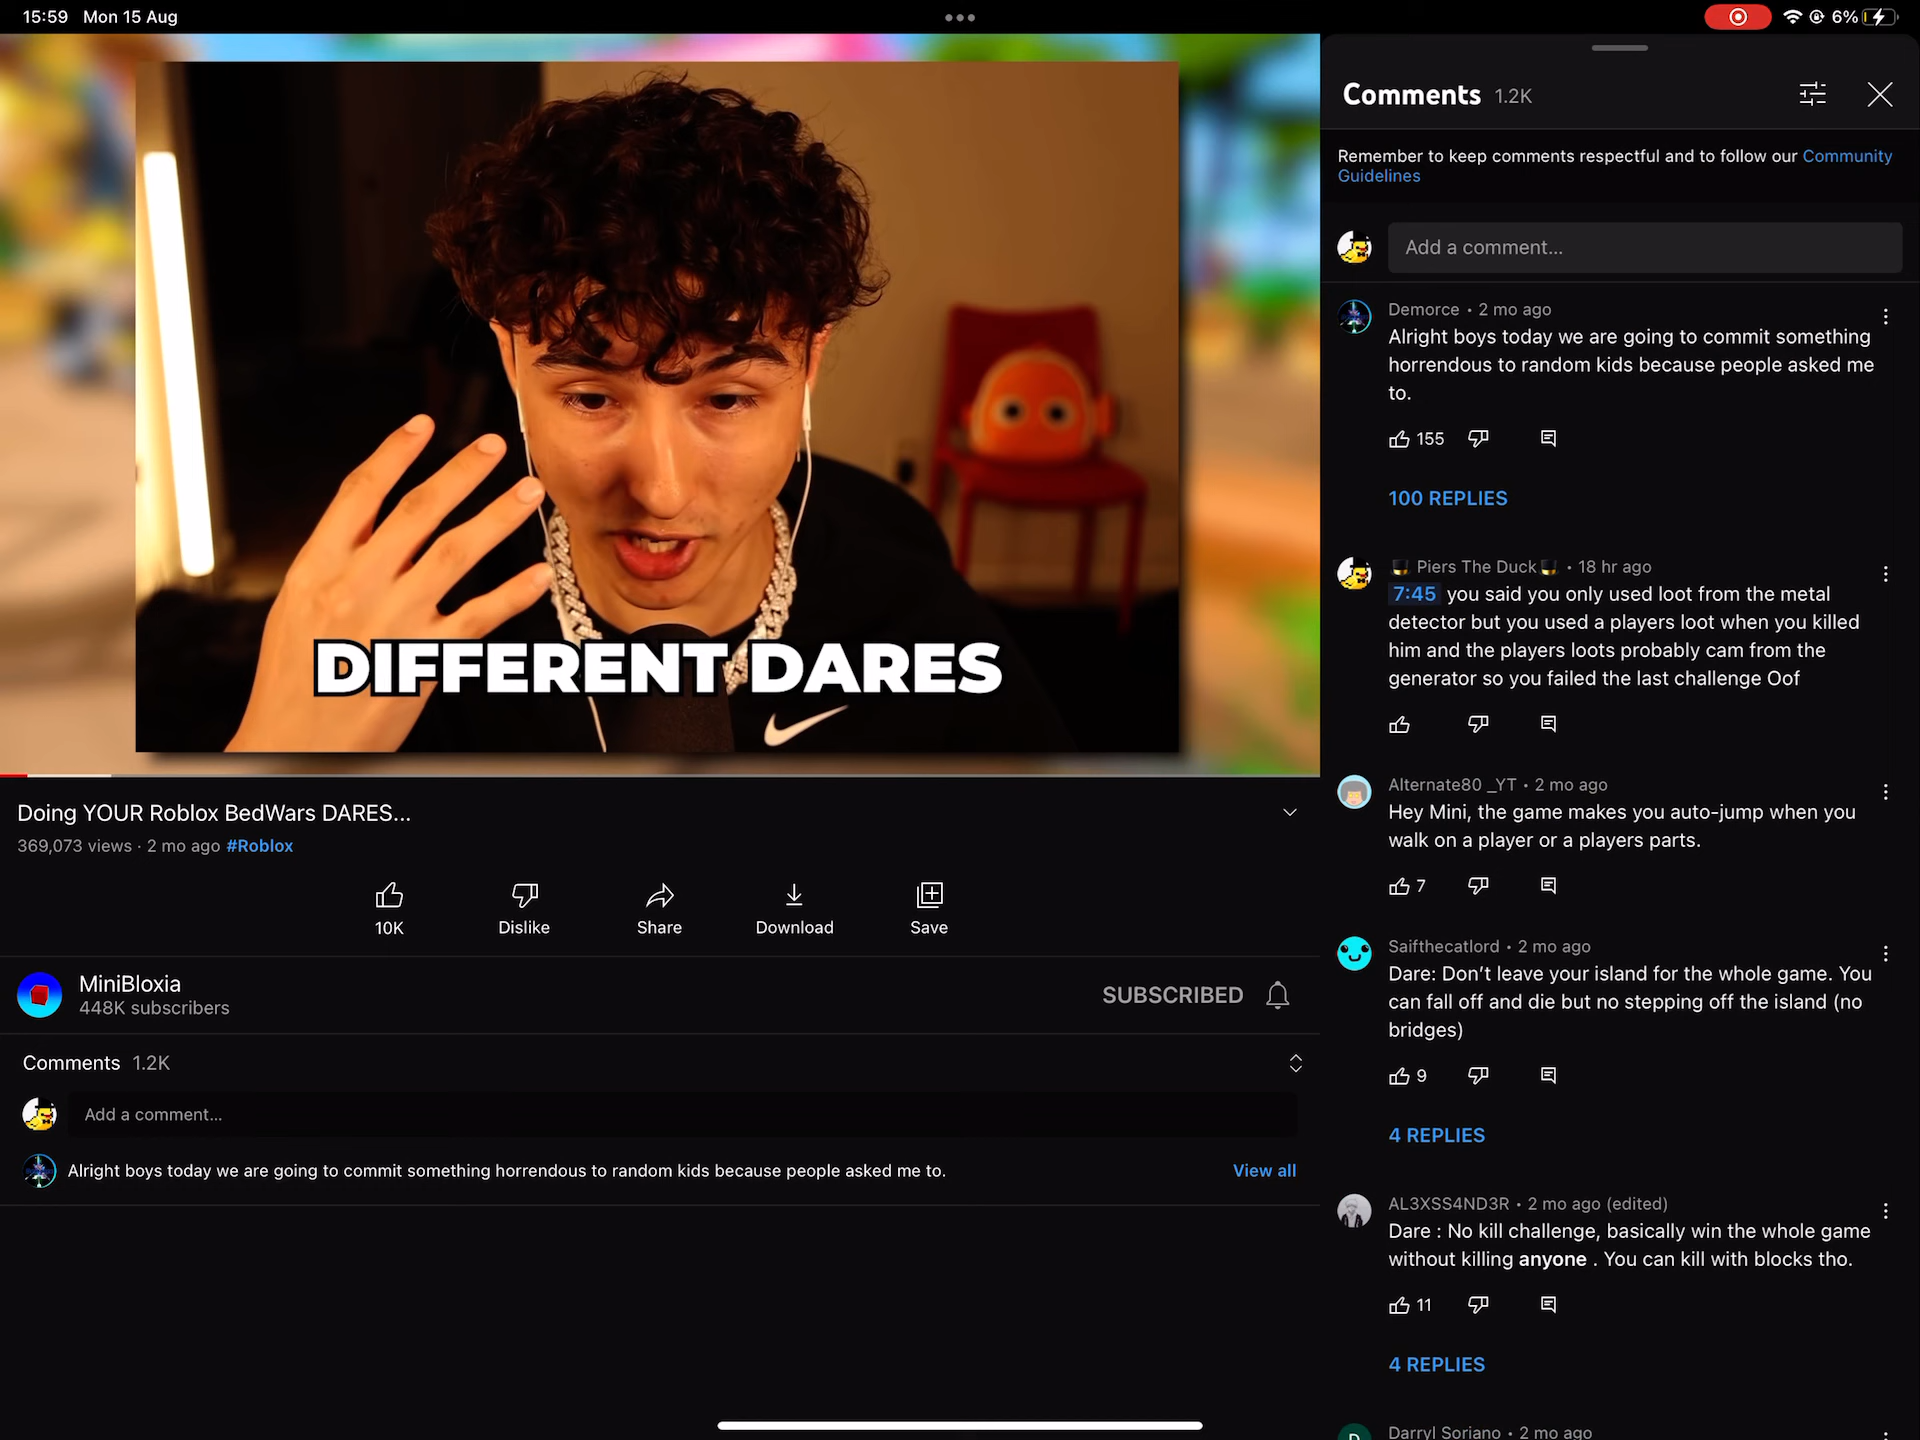 15:59 Mon 15 Aug
6%
DIFFERENT DARES
Doing YOUR Roblox BedWars DARES...
369,073 views · 2 mo ago #Roblox
10K
Dislike
Share
Download
Save
MiniBloxia
448K subscribers
SUBSCRIBED
Comments 1.2K
Add a comment...
Alright boys today we are going to commit something horrendous to random kids because people asked me to.
View all
Comments 1.2K
Remember to keep comments respectful and to follow our Community
Guidelines
Add a comment...
Demorce • 2 mo ago
Alright boys today we are going to commit something
horrendous to random kids because people asked me
to.
155
100 REPLIES
Piers The Duck • 18 hr ago
7:45 you said you only used loot from the metal
detector but you used a players loot when you killed
him and the players loots probably cam from the
generator so you failed the last challenge Oof
Alternate80 _YT • 2 mo ago
Hey Mini, the game makes you auto-jump when you
walk on a player or a players parts.
7
Saifthecatlord • 2 mo ago
Dare: Don’t leave your island for the whole game. You
can fall off and die but no stepping off the island (no
bridges)
9
4 REPLIES
AL3XSS4ND3R • 2 mo ago (edited)
Dare : No kill challenge, basically win the whole game
without killing anyone . You can kill with blocks tho.
11
4 REPLIES
D
Darryl Soriano • 2 mo ago